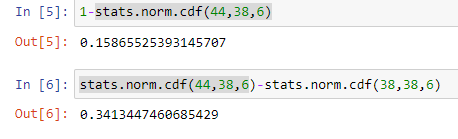 In [5]: 1-stats.norm.cdf(44,38,6)
Out[5]: 0.15865525393145707
In [6]: stats.norm.cdf(44,38,6)-stats.norm.cdf(38,38,6)
Out[6]: 0.3413447460685429